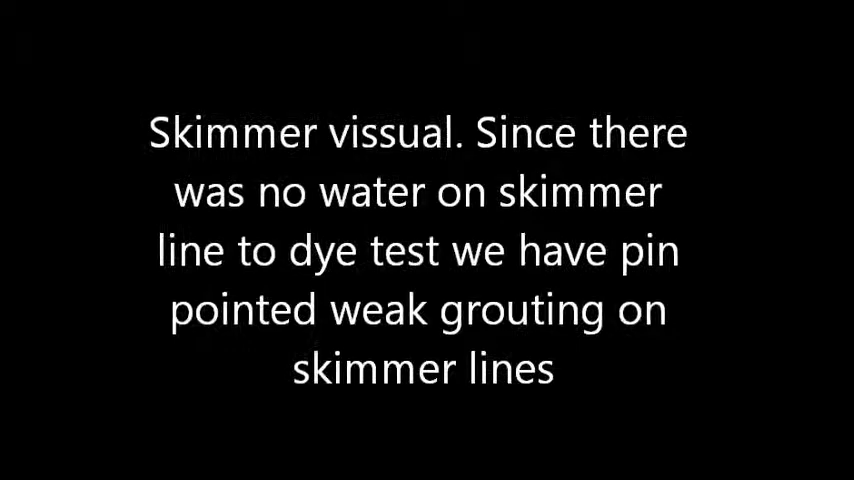 Skimmer vissual. Since there
was no water on skimmer
line to dye test we have pin
pointed weak grouting on
skimmer lines